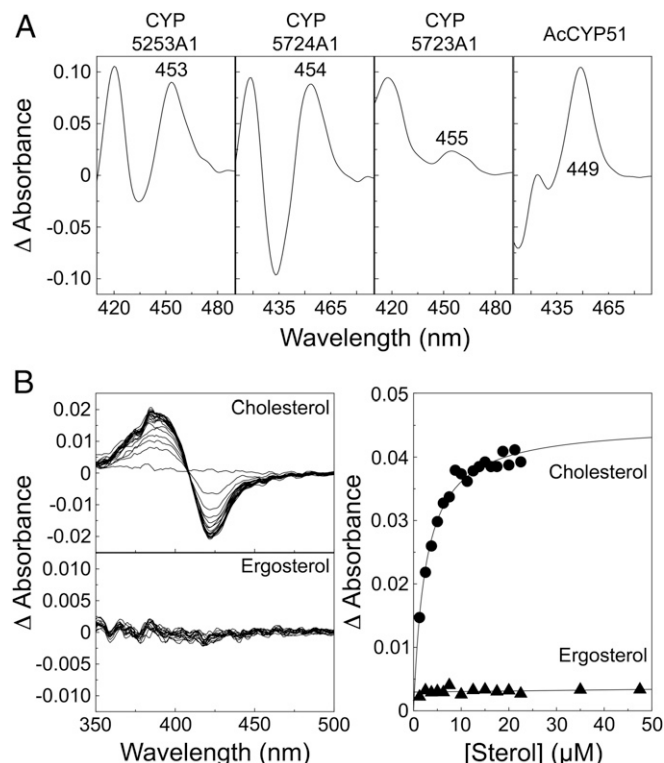 A
CYP
5253A1
CYP
5724A1
CYP
5723A1
AcCYP51
453
454
455
449
Δ Absorbance
0.10
0.05
0
-0.05
-0.10
420 450 480
435 465
420 450 480
435 465
Wavelength (nm)
B
Δ Absorbance
0.02
0.01
0
-0.01
-0.02
Cholesterol
0.010
0.005
0.000
-0.005
-0.010
Ergosterol
350 400 450 500
Wavelength (nm)
Δ Absorbance
0.05
0.04
0.03
0.02
0.01
0
Cholesterol
Ergosterol
0 10 20 30 40 50
[Sterol] (µM)